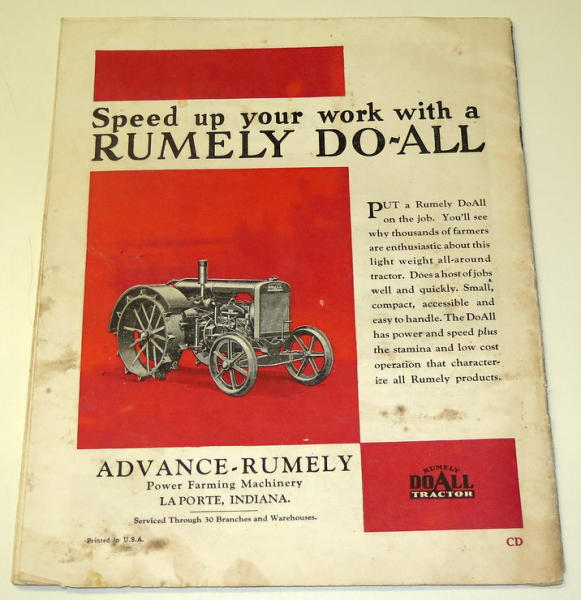 Speed up your work with a
RUMELY DO-ALL
PUT a Rumely DoAll
on the job. You'll see
why thousands of farmers
are enthusiastic about this
light weight all-around
tractor. Does a host of jobs
well and quickly. Small,
compact, accessible and
easy to handle. The DoAll
has power and speed plus
the stamina and low cost
operation that character-
ize all Rumely products.
DOALL
ADVANCE-RUMELY
Power Farming Machinery
LA PORTE, INDIANA.
Serviced Through 30 Branches and Warehouses.
RUMELY
DOALL
TRACTOR
Printed in U.S.A.
CD